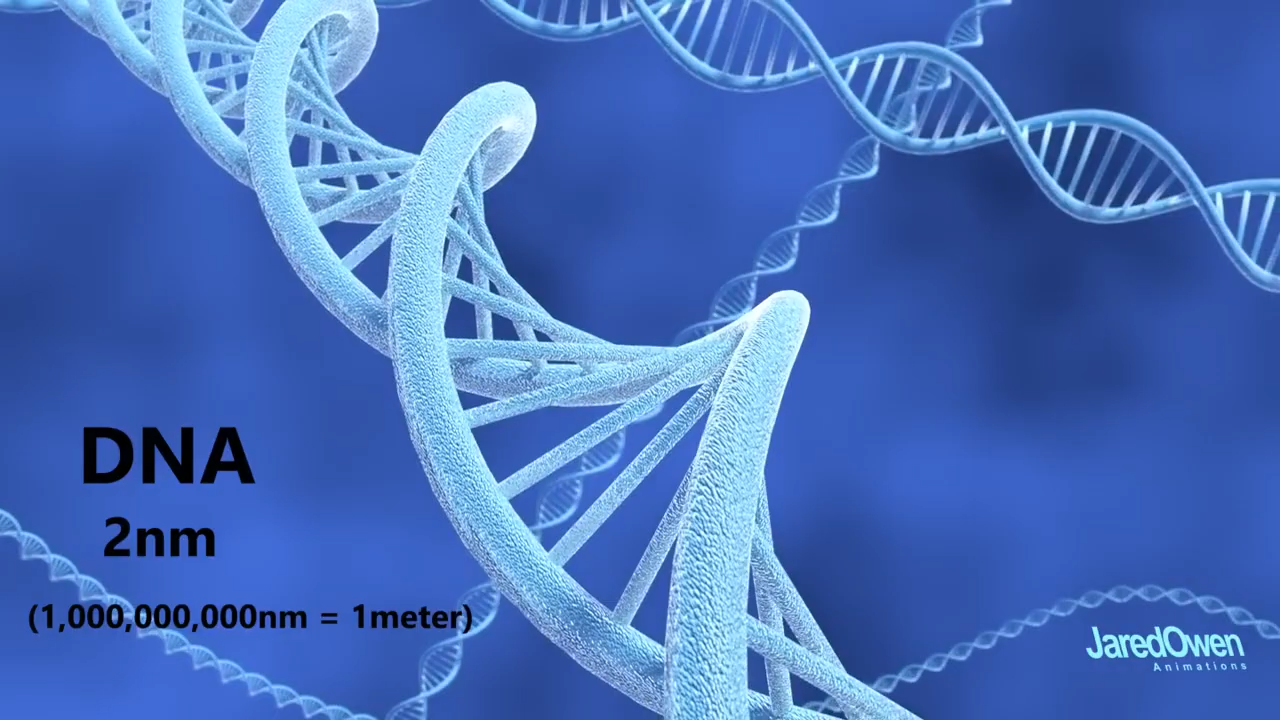 DNA
2nm
(1,000,000,000nm = 1meter)
JaredOwen
Animations